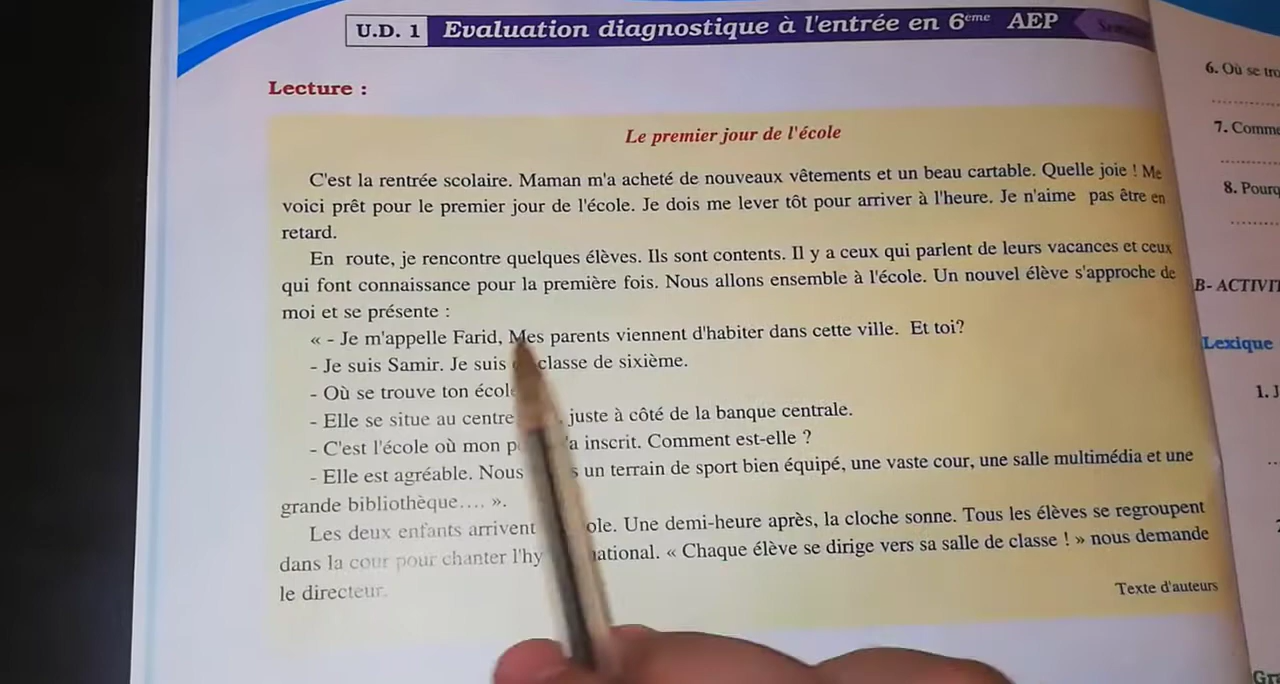 U.D. 1 Evaluation diagnostique à l'entrée en 6ème AEP
Lecture :
Le premier jour de l'école
C'est la rentrée scolaire. Maman m'a acheté de nouveaux vêtements et un beau cartable. Quelle joie ! Me
voici prêt pour le premier jour de l'école. Je dois me lever tôt pour arriver à l'heure. Je n'aime pas être en
retard.
En route, je rencontre quelques élèves. Ils sont contents. Il y a ceux qui parlent de leurs vacances et ceux
qui font connaissance pour la première fois. Nous allons ensemble à l'école. Un nouvel élève s'approche de
moi et se présente :
« - Je m'appelle Farid, Mes parents viennent d'habiter dans cette ville. Et toi?
- Je suis Samir. Je suis classe de sixième.
- Où se trouve ton
- Elle se situe au centre juste à côté de la banque centrale.
- C'est l'école où mon inscrit. Comment est-elle ?
- Elle est agréable. Nous un terrain de sport bien équipé, une vaste cour, une salle multimédia et une
grande bibliothèque.... ».
Les deux enfants arrivent Une demi-heure après, la cloche sonne. Tous les élèves se regroupent
dans la cour pour chanter « Chaque élève se dirige vers sa salle de classe ! » nous demande
le directeur.
Texte d'auteurs
6. Où se
7.
8.
B- ACTIVI
Lexique
1. J